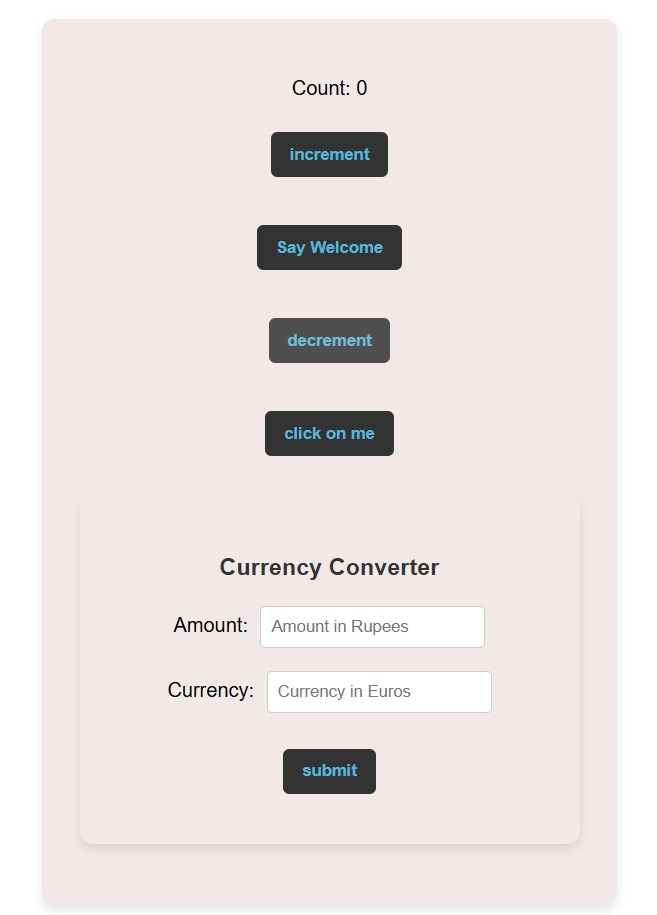 Count: 0
increment
Say Welcome
decrement
click on me
Currency Converter
Amount: Amount in Rupees
Currency: Currency in Euros
submit